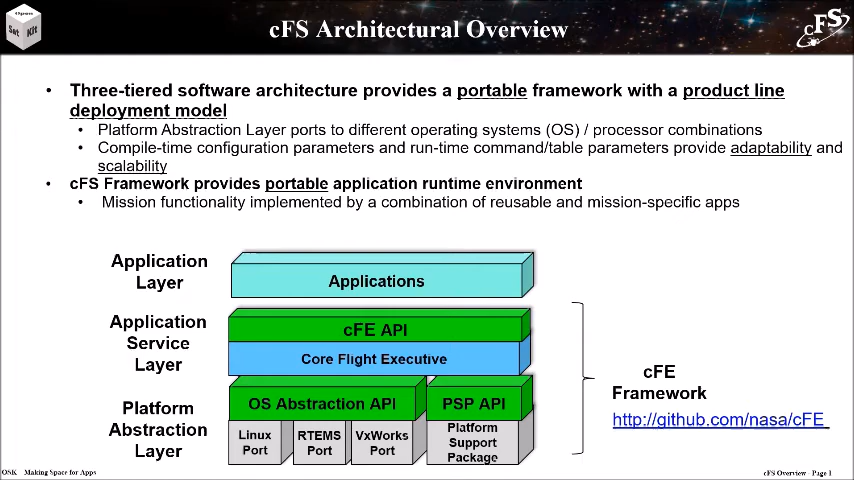 Open
Sat
Kit
cFS Architectural Overview
cFS
• Three-tiered software architecture provides a portable framework with a product line
deployment model
• Platform Abstraction Layer ports to different operating systems (OS) / processor combinations
• Compile-time configuration parameters and run-time command/table parameters provide adaptability and
scalability
• cFS Framework provides portable application runtime environment
• Mission functionality implemented by a combination of reusable and mission-specific apps
Application
Layer
Applications
Application
Service
Layer
cFE API
Core Flight Executive
Platform
Abstraction
Layer
OS Abstraction API
PSP API
Linux
Port
RTEMS
Port
VxWorks
Port
Platform
Support
Package
cFE
Framework
http://github.com/nasa/cFE
OSK - Making Space for Apps
cFS Overview - Page 1